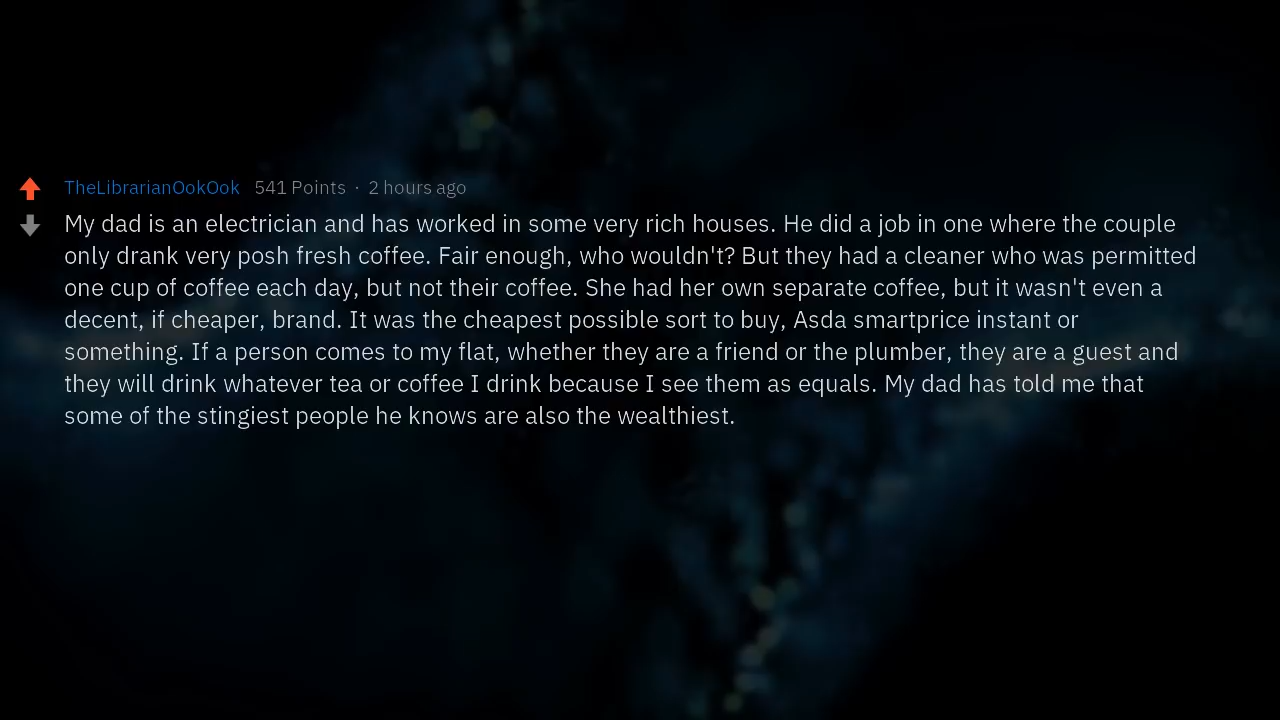 TheLibrarianOokOok 541 Points · 2 hours ago
My dad is an electrician and has worked in some very rich houses. He did a job in one where the couple
only drank very posh fresh coffee. Fair enough, who wouldn't? But they had a cleaner who was permitted
one cup of coffee each day, but not their coffee. She had her own separate coffee, but it wasn't even a
decent, if cheaper, brand. It was the cheapest possible sort to buy, Asda smartprice instant or
something. If a person comes to my flat, whether they are a friend or the plumber, they are a guest and
they will drink whatever tea or coffee I drink because I see them as equals. My dad has told me that
some of the stingiest people he knows are also the wealthiest.